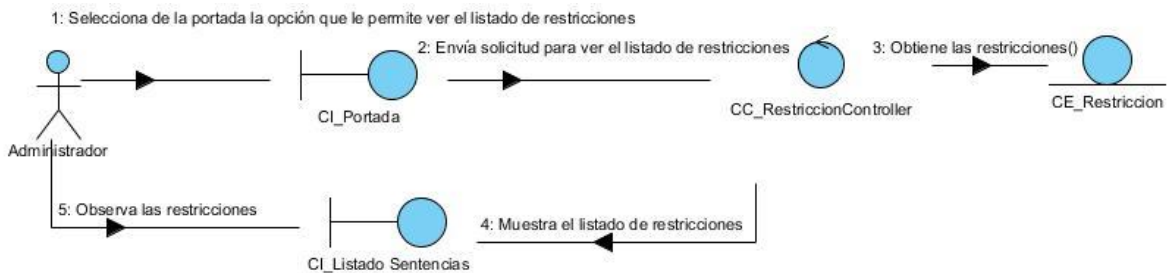 1: Selecciona de la portada la opción que le permite ver el listado de restricciones
2: Envía solicitud para ver el listado de restricciones
3: Obtiene las restricciones()
CI_Portada
CC_RestriccionController
CE_Restriccion
Administrador
5: Observa las restricciones
4: Muestra el listado de restricciones
CI_Listado Sentencias